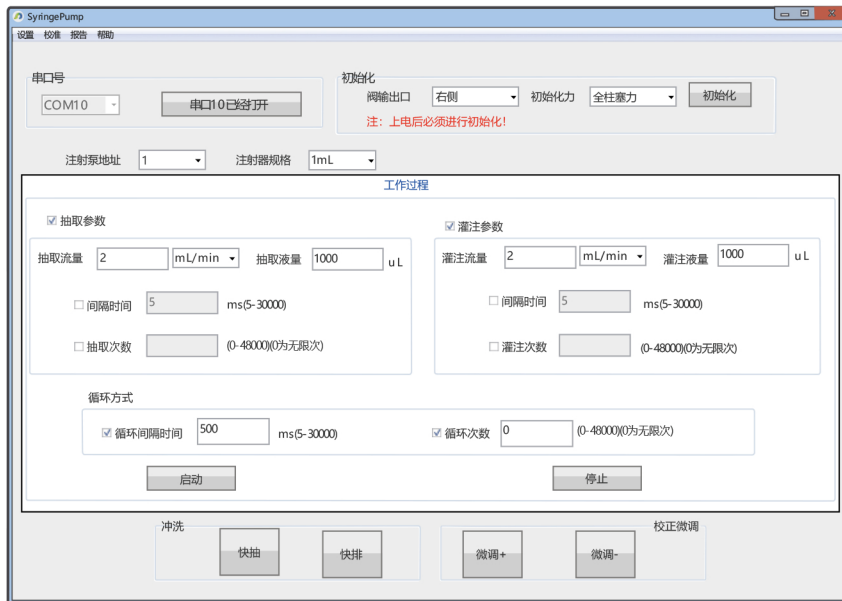 SyringePump
设置 校准 报告 帮助
串口号
COM10 串口10已经打开
初始化
阀输出口 右侧 初始化力 全柱塞力 初始化
注：上电后必须进行初始化！
注射泵地址 1 注射器规格 1mL
工作过程
抽取参数
抽取流量 2 mL/min 抽取液量 1000 uL
间隔时间 5 ms(5-30000)
抽取次数 (0-48000)(0为无限次)
灌注参数
灌注流量 2 mL/min 灌注液量 1000 uL
间隔时间 5 ms(5-30000)
灌注次数 (0-48000)(0为无限次)
循环方式
循环间隔时间 500 ms(5-30000) 循环次数 0 (0-48000)(0为无限次)
启动 停止
冲洗
快抽 快排
校正微调
微调+ 微调-